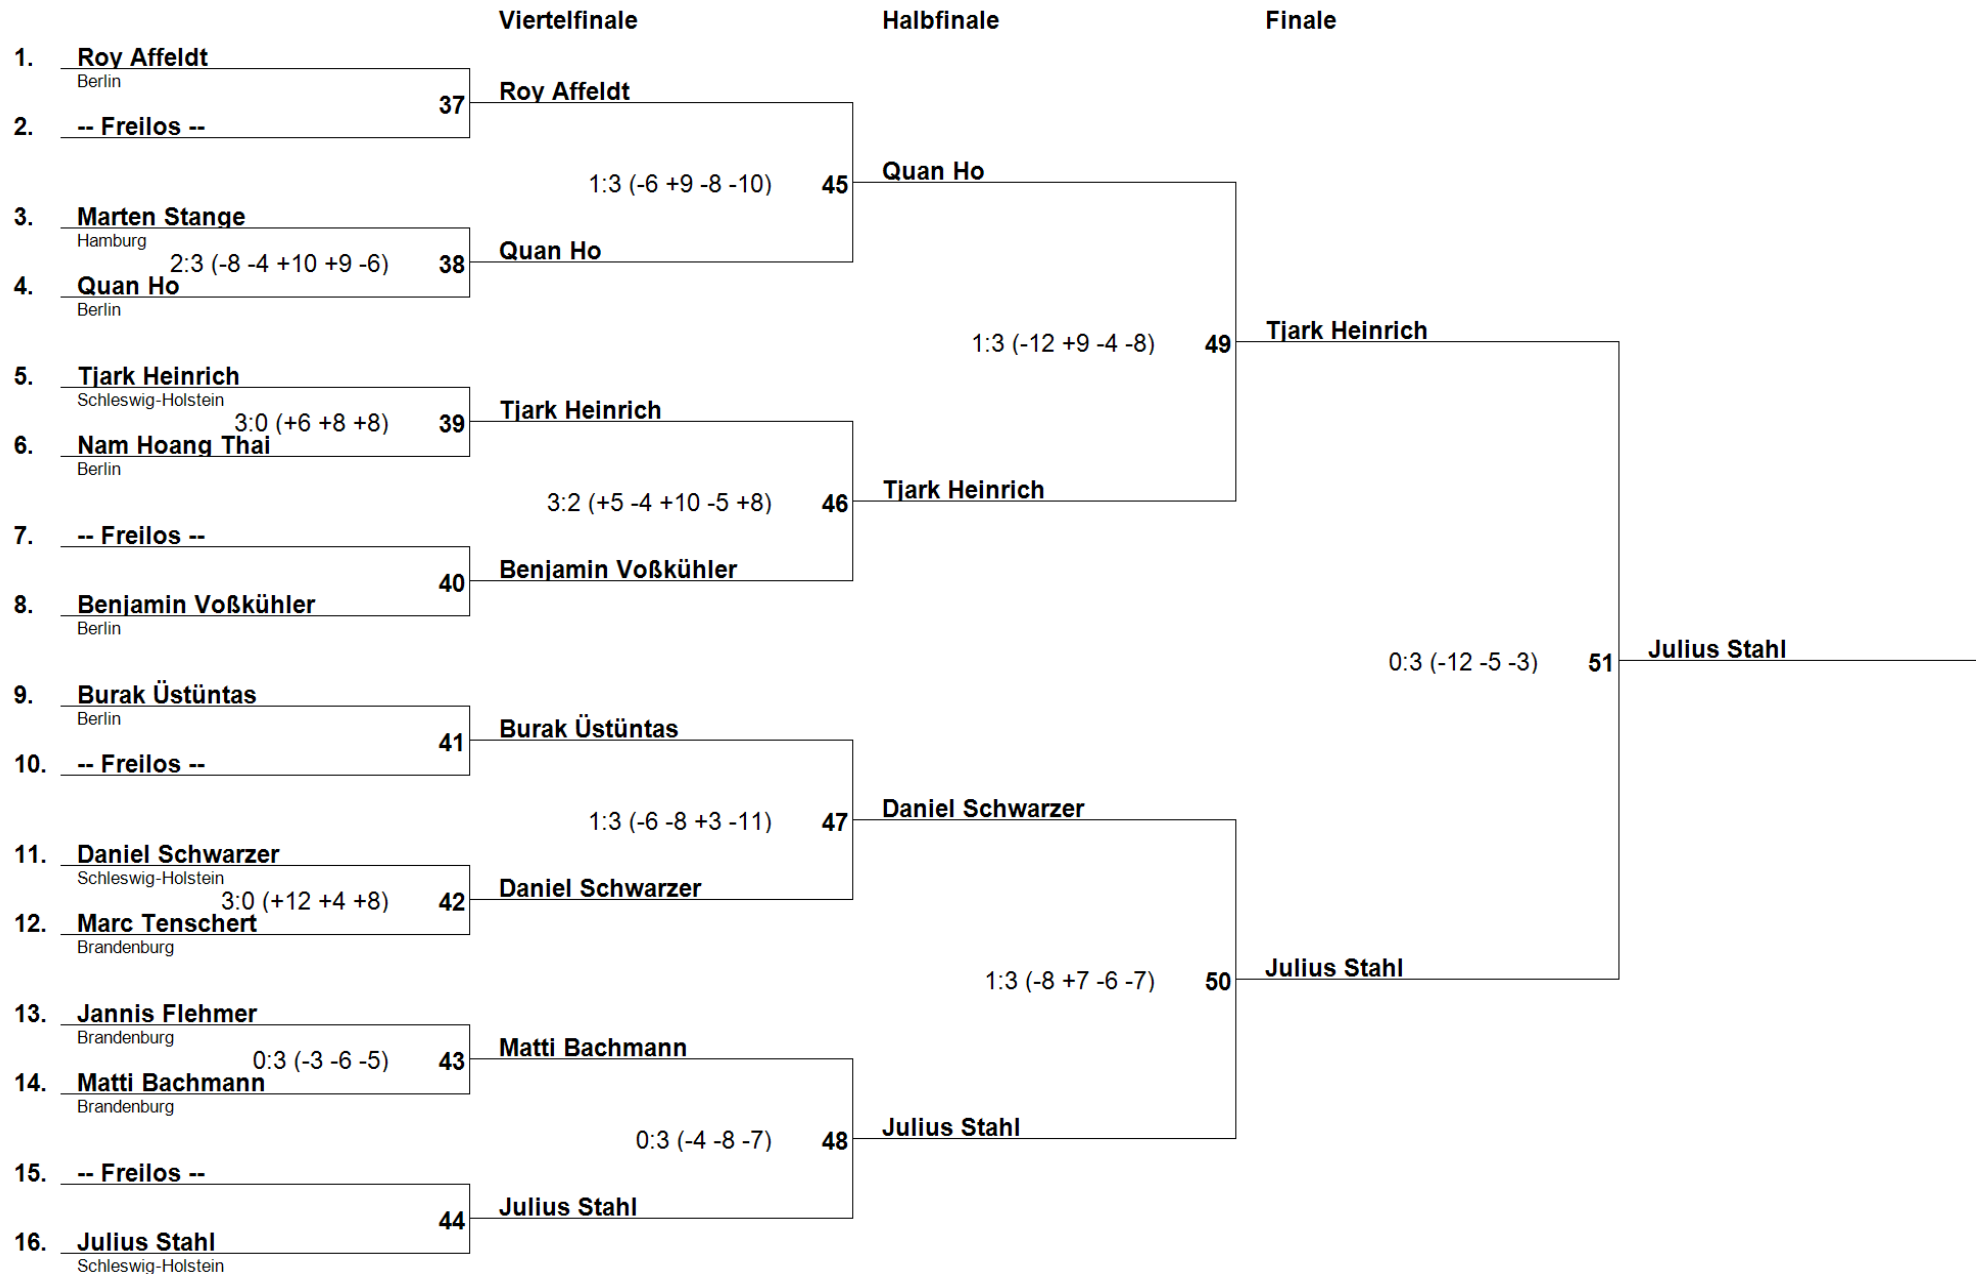 Viertelfinale Halbfinale Finale
1. Roy Affeldt
Berlin
37 Roy Affeldt
2. -- Freilos --
1:3 (-6 +9 -8 -10) 45 Quan Ho
3. Marten Stange
Hamburg
2:3 (-8 -4 +10 +9 -6) 38 Quan Ho
4. Quan Ho
Berlin
1:3 (-12 +9 -4 -8) 49 Tjark Heinrich
5. Tjark Heinrich
Schleswig-Holstein
3:0 (+6 +8 +8) 39 Tjark Heinrich
6. Nam Hoang Thai
Berlin
3:2 (+5 -4 +10 -5 +8) 46 Tjark Heinrich
7. -- Freilos --
40 Benjamin Voßkühler
8. Benjamin Voßkühler
Berlin
0:3 (-12 -5 -3) 51 Julius Stahl
9. Burak Üstüntas
Berlin
41 Burak Üstüntas
10. -- Freilos --
1:3 (-6 -8 +3 -11) 47 Daniel Schwarzer
11. Daniel Schwarzer
Schleswig-Holstein
3:0 (+12 +4 +8) 42 Daniel Schwarzer
12. Marc Tenschert
Brandenburg
1:3 (-8 +7 -6 -7) 50 Julius Stahl
13. Jannis Flehmer
Brandenburg
0:3 (-3 -6 -5) 43 Matti Bachmann
14. Matti Bachmann
Brandenburg
0:3 (-4 -8 -7) 48 Julius Stahl
15. -- Freilos --
44 Julius Stahl
16. Julius Stahl
Schleswig-Holstein